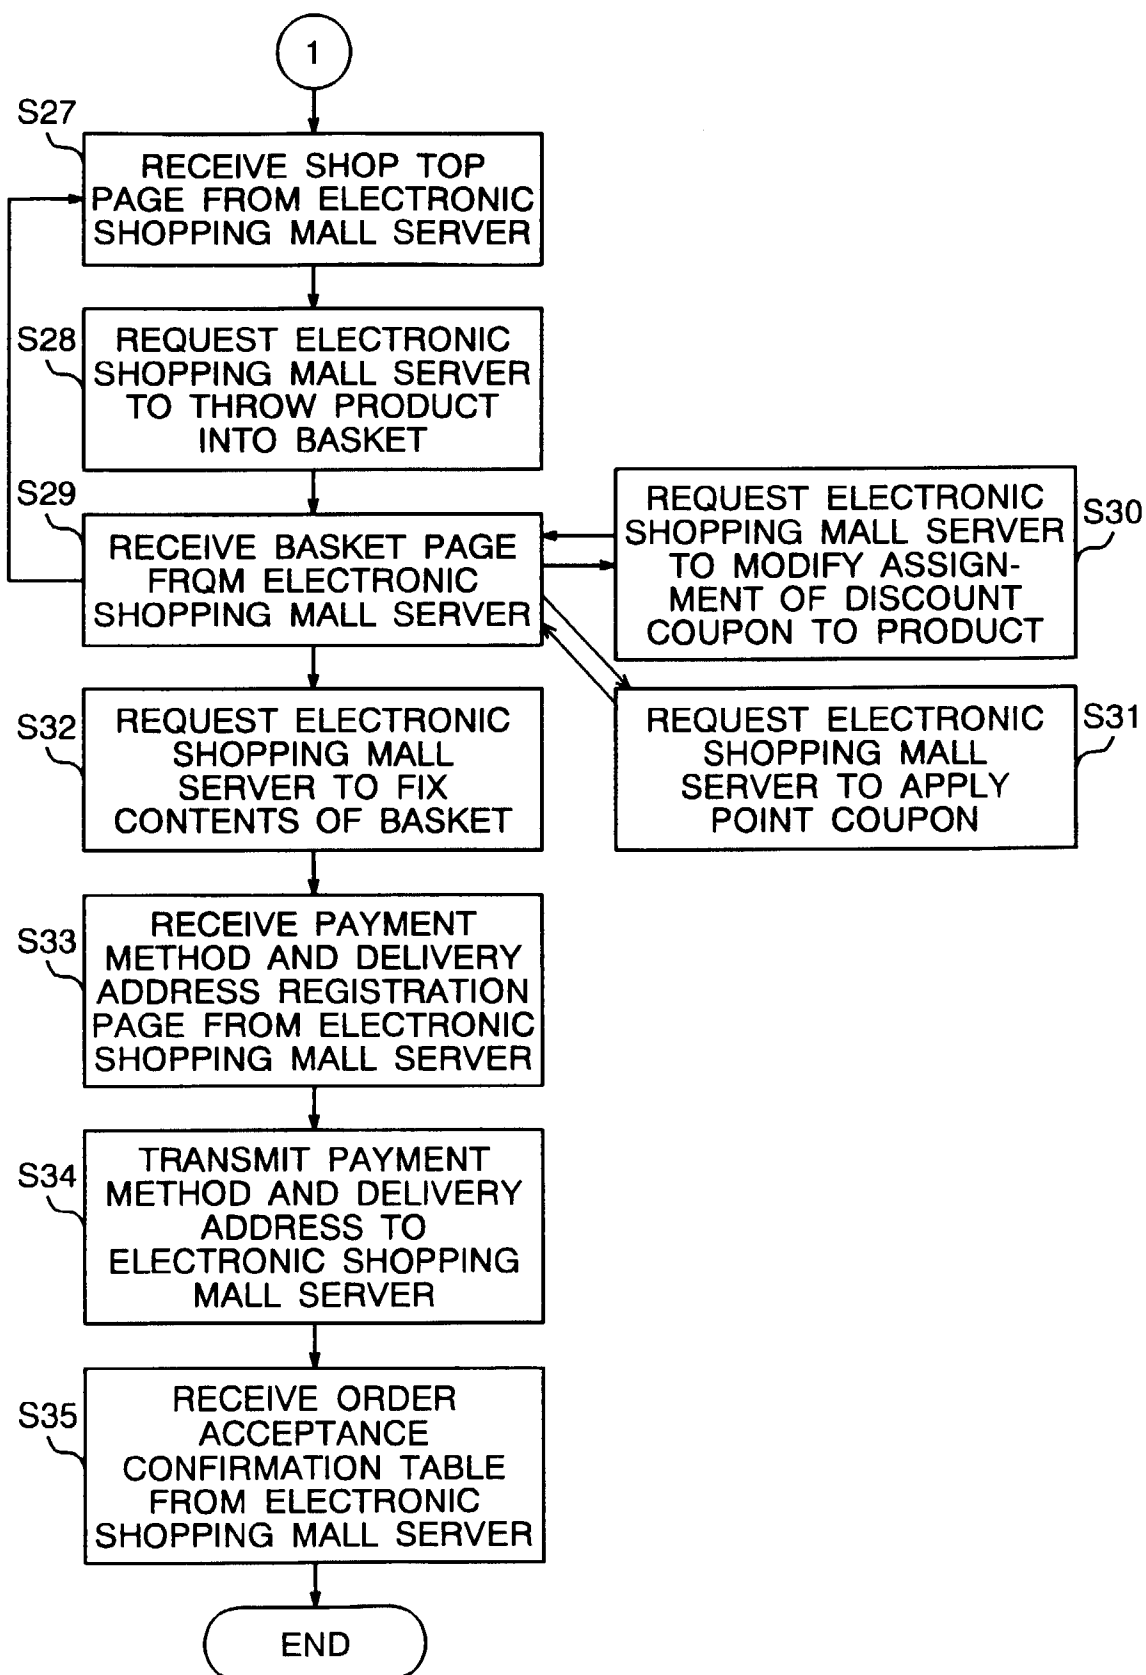 1
S27
RECEIVE SHOP TOP
PAGE FROM ELECTRONIC
SHOPPING MALL SERVER
S28
REQUEST ELECTRONIC
SHOPPING MALL SERVER
TO THROW PRODUCT
INTO BASKET
S29
RECEIVE BASKET PAGE
FRQM ELECTRONIC
SHOPPING MALL SERVER
S30
REQUEST ELECTRONIC
SHOPPING MALL SERVER
TO MODIFY ASSIGN-
MENT OF DISCOUNT
COUPON TO PRODUCT
S31
REQUEST ELECTRONIC
SHOPPING MALL
SERVER TO APPLY
POINT COUPON
S32
REQUEST ELECTRONIC
SHOPPING MALL
SERVER TO FIX
CONTENTS OF BASKET
S33
RECEIVE PAYMENT
METHOD AND DELIVERY
ADDRESS REGISTRATION
PAGE FROM ELECTRONIC
SHOPPING MALL SERVER
S34
TRANSMIT PAYMENT
METHOD AND DELIVERY
ADDRESS TO
ELECTRONIC SHOPPING
MALL SERVER
S35
RECEIVE ORDER
ACCEPTANCE
CONFIRMATION TABLE
FROM ELECTRONIC
SHOPPING MALL SERVER
END